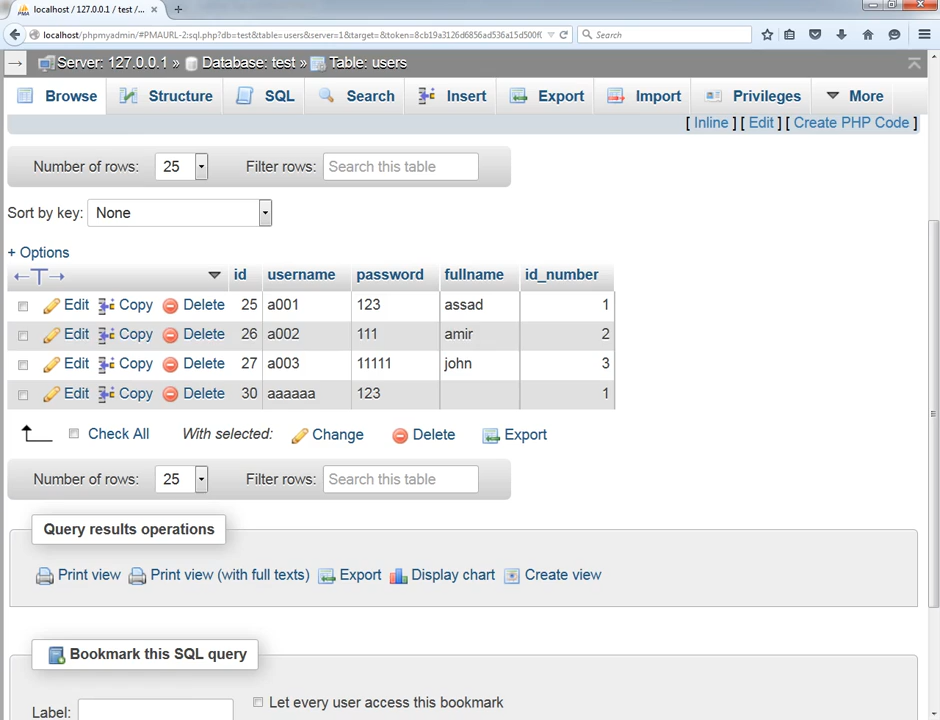 localhost / 127.0.0.1 / test /...
localhost/phpmyadmin/#PMAURL-2:sql.php?db=test&table=users&server=1&target=&token=8cb19a3126d6856ad536a15d500f(
Search
Server: 127.0.0.1 » Database: test » Table: users
Browse Structure SQL Search Insert Export Import Privileges More
[ Inline ] [ Edit ] [ Create PHP Code ]
Number of rows: 25 Filter rows: Search this table
Sort by key: None
+ Options
←T→ id username password fullname id_number
Edit Copy Delete 25 a001 123 assad 1
Edit Copy Delete 26 a002 111 amir 2
Edit Copy Delete 27 a003 11111 john 3
Edit Copy Delete 30 aaaaaa 123 1
Check All With selected: Change Delete Export
Number of rows: 25 Filter rows: Search this table
Query results operations
Print view Print view (with full texts) Export Display chart Create view
Bookmark this SQL query
Label: Let every user access this bookmark